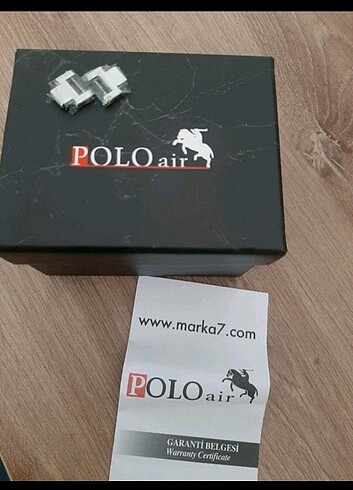 POLO air
www.marka7.com
POLO air
GARANTİ BELGESİ
Warranty Certificate